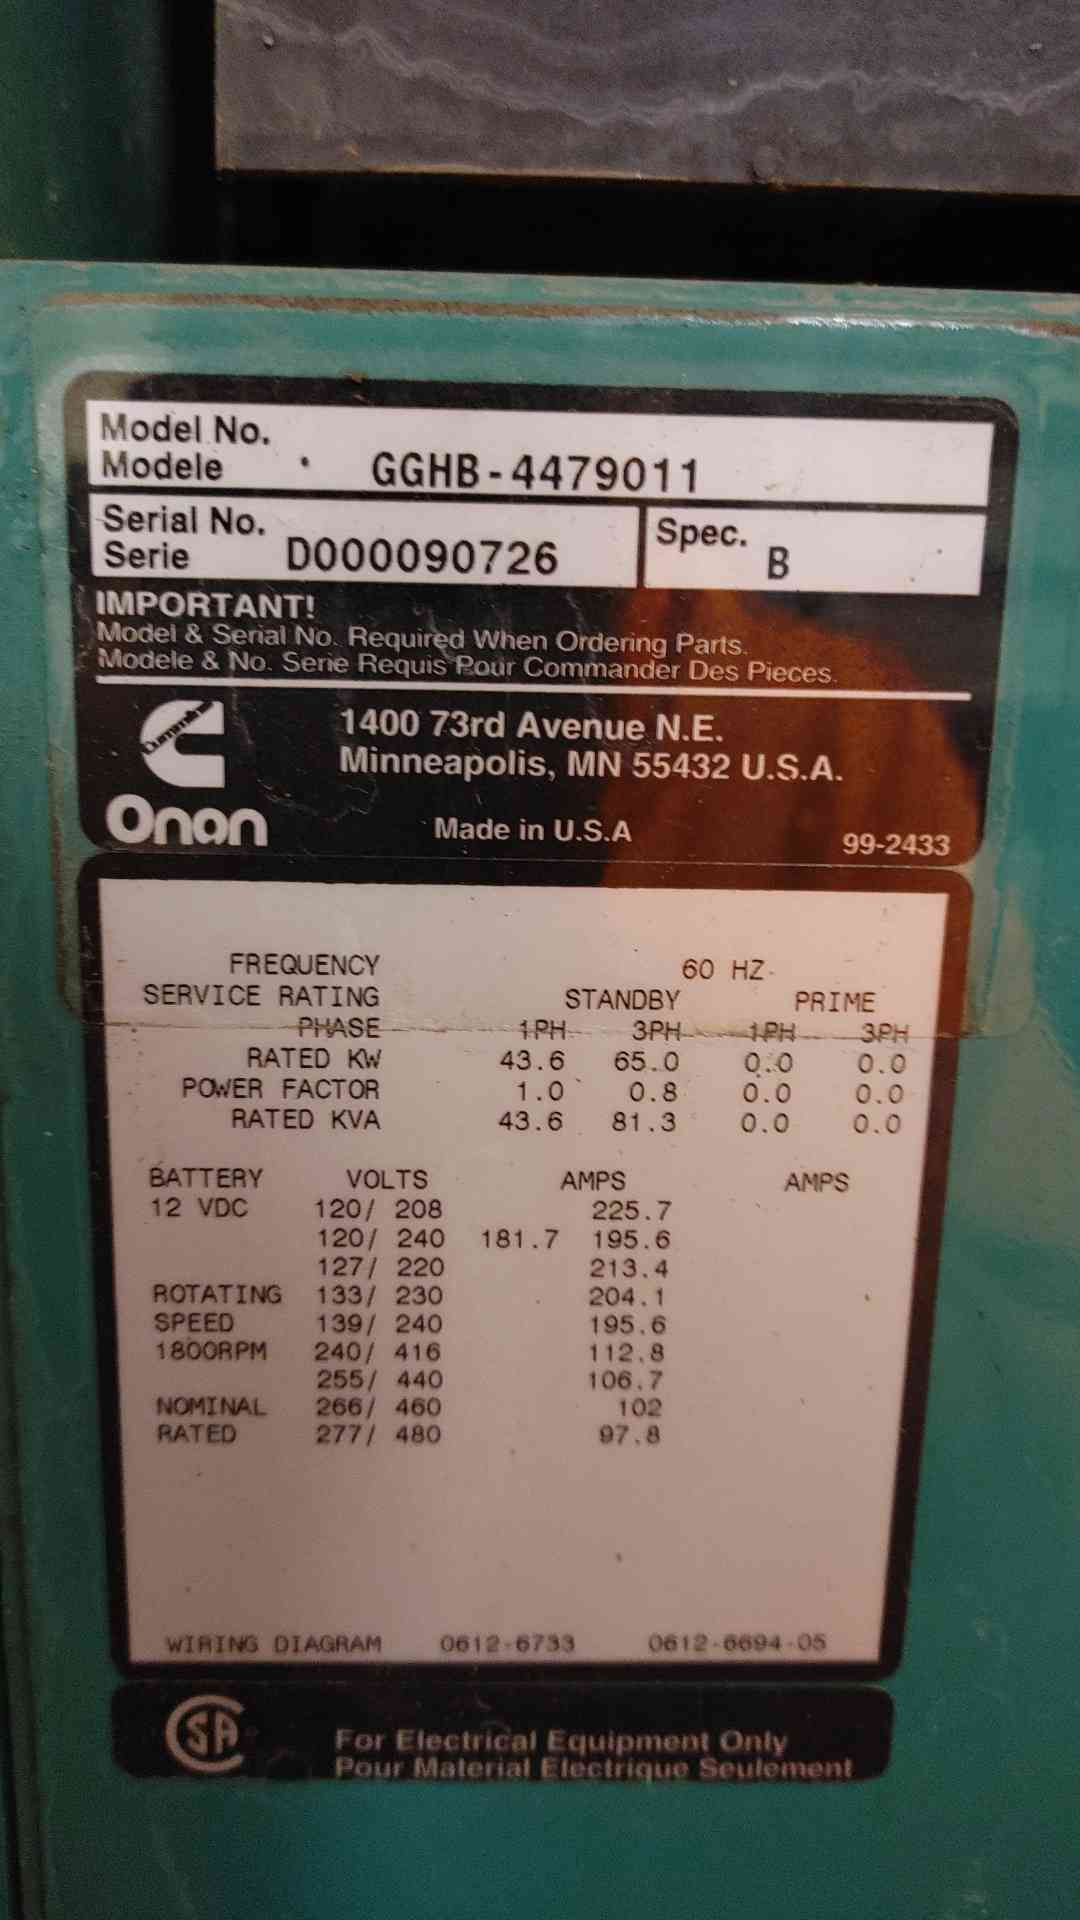 Model No.
Modele GGHB-4479011
Serial No.
Serie D000090726
Spec. B
IMPORTANT!
Model & Serial No. Required When Ordering Parts.
Modele & No. Serie Requis Pour Commander Des Pieces.
Cummins
Onan
1400 73rd Avenue N.E.
Minneapolis, MN 55432 U.S.A.
Made in U.S.A
99-2433
FREQUENCY 60 HZ
SERVICE RATING STANDBY PRIME
PHASE 1PH 3PH 1PH 3PH
RATED KW 43.6 65.0 0.0 0.0
POWER FACTOR 1.0 0.8 0.0 0.0
RATED KVA 43.6 81.3 0.0 0.0
BATTERY VOLTS AMPS AMPS
12 VDC 120/ 208 225.7
120/ 240 181.7 195.6
127/ 220 213.4
ROTATING 133/ 230 204.1
SPEED 139/ 240 195.6
1800RPM 240/ 416 112.8
255/ 440 106.7
NOMINAL 266/ 460 102
RATED 277/ 480 97.8
WIRING DIAGRAM 0612-6733 0612-6694-05
CSA
For Electrical Equipment Only
Pour Material Electrique Seulement